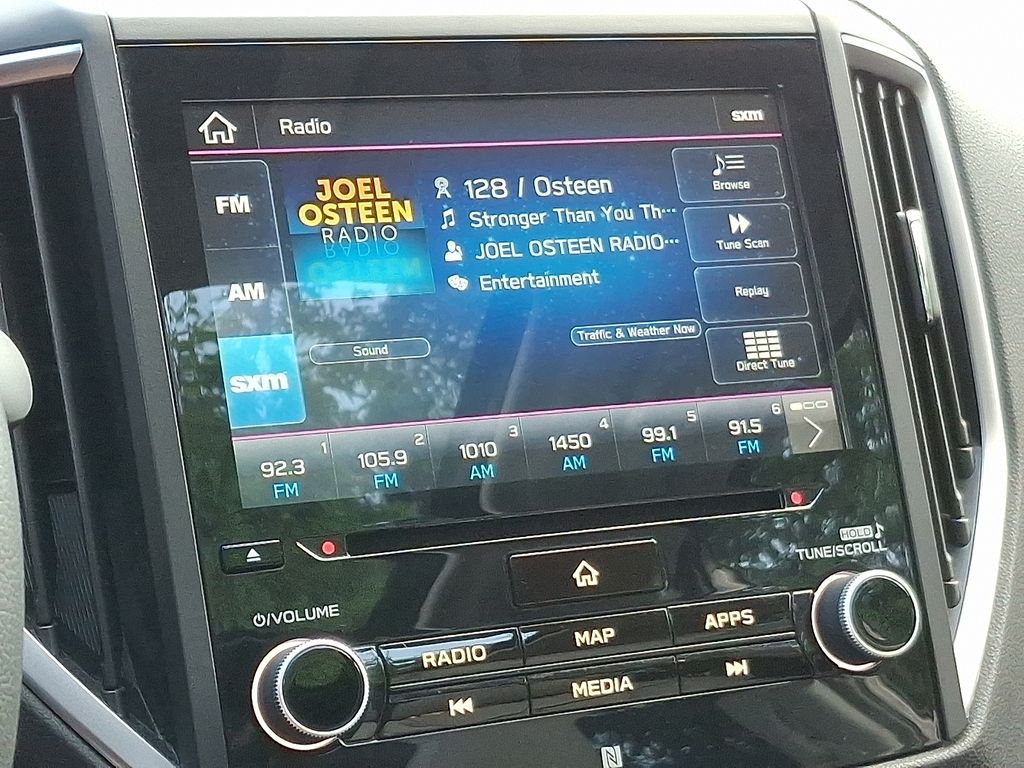 Radio
sxm
FM
AM
sxm
JOEL
OSTEEN
RADIO
128 / Osteen
Stronger Than You Th...
JOEL OSTEEN RADIO...
Entertainment
Sound
Traffic & Weather Now
Browse
Tune Scan
Replay
Direct Tune
1
92.3
FM
2
105.9
FM
3
1010
AM
4
1450
AM
5
99.1
FM
6
91.5
FM
HOLD
TUNE/SCROLL
/VOLUME
RADIO
MAP
APPS
MEDIA
N